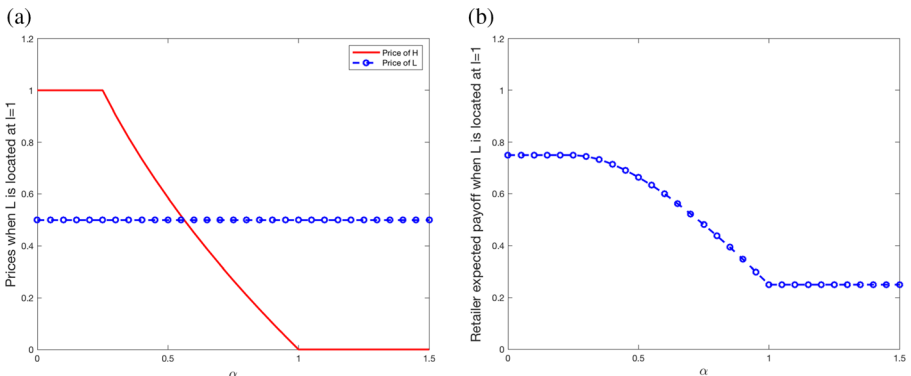 (a)
(b)
Prices when L is located at l=1
1.2
1
0.8
0.6
0.4
0.2
0
0
0.5
1
1.5
α
Price of H
Price of L
Retailer expected payoff when L is located at l=1
1.2
1
0.8
0.6
0.4
0.2
0
0
0.5
1
1.5
α